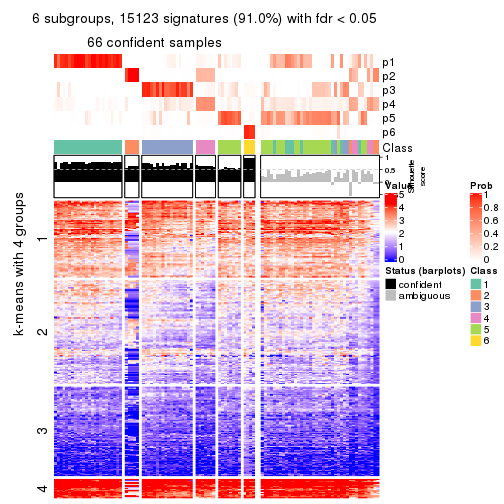 6 subgroups, 15123 signatures (91.0%) with fdr < 0.05
66 confident samples
p1
p2
p3
p4
p5
p6
Class
1
0.5
0
Silhouette score
k-means with 4 groups
1
2
3
4
Value
5
4
3
2
1
0
Status (barplots)
confident
ambiguous
Prob
1
0.8
0.6
0.4
0.2
0
Class
1
2
3
4
5
6